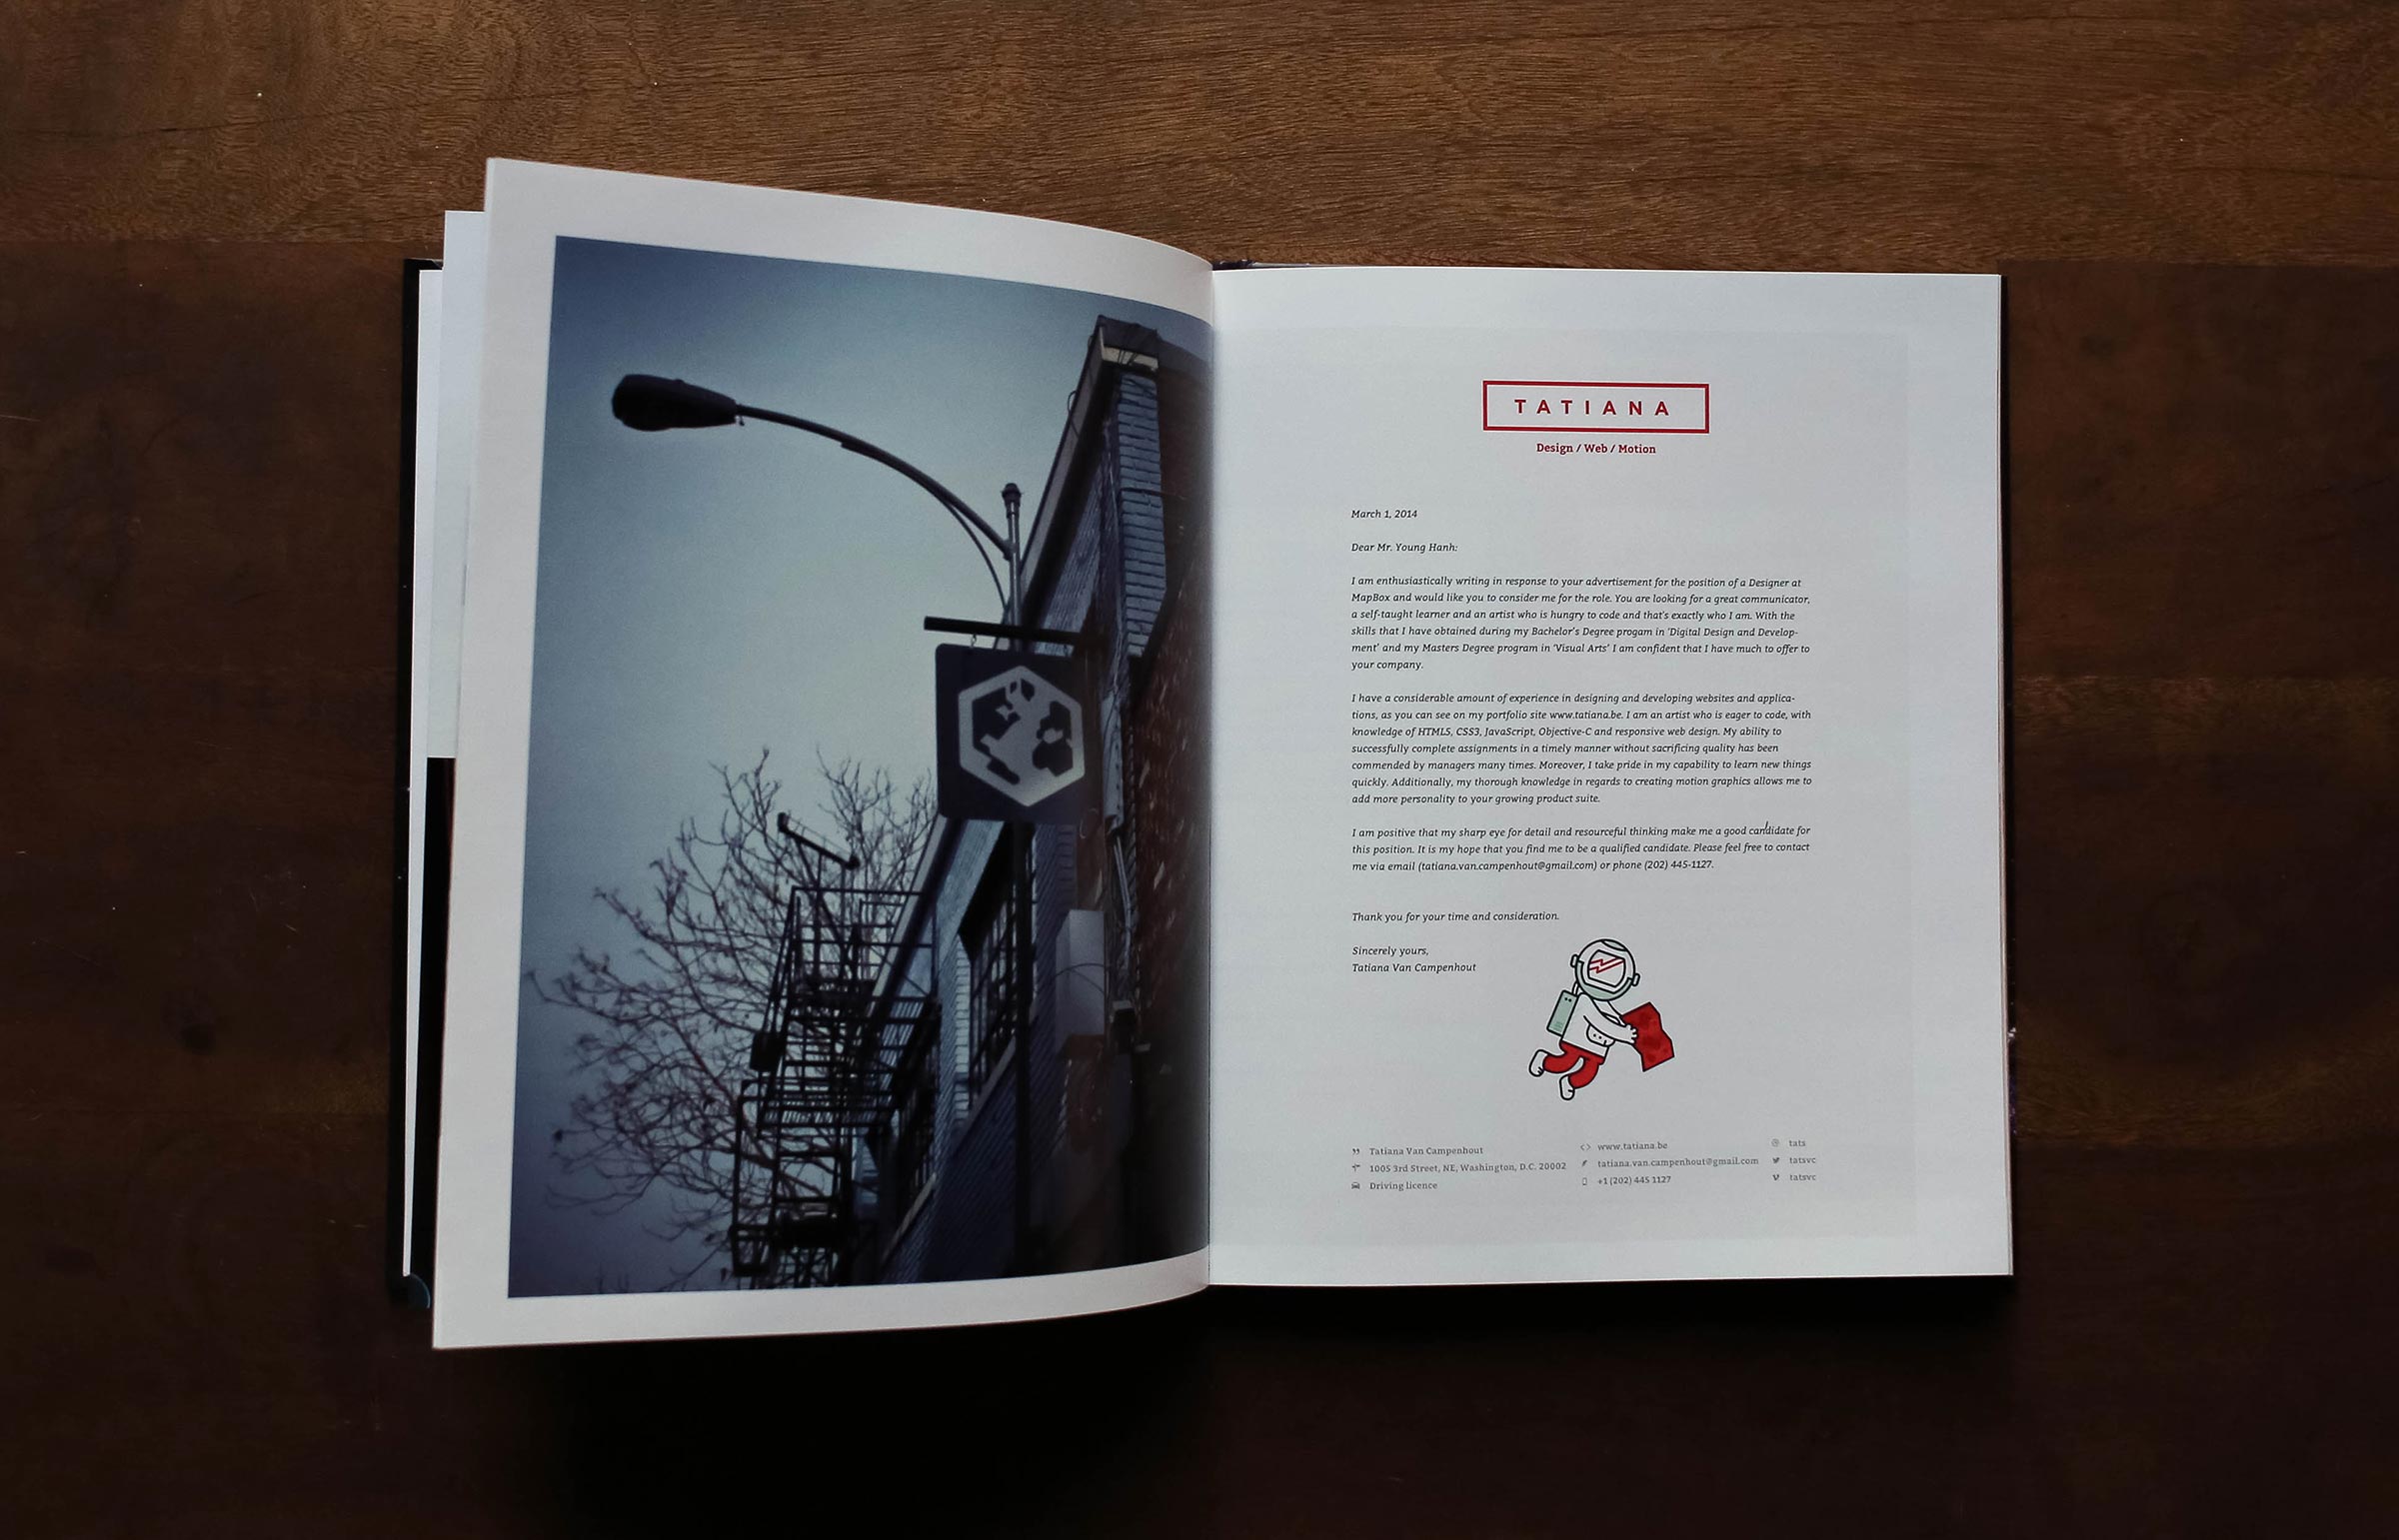 TATIANA
Design / Web / Motion
March 1, 2014
Dear Mr. Young Hanh:
I am enthusiastically writing in response to your advertisement for the position of a Designer at
MapBox and would like you to consider me for the role. You are looking for a great communicator,
a self-taught learner and an artist who is hungry to code and that's exactly who I am. With the
skills that I have obtained during my Bachelor's Degree progam in 'Digital Design and Develop-
ment' and my Masters Degree program in 'Visual Arts' I am confident that I have much to offer to
your company.
I have a considerable amount of experience in designing and developing websites and applica-
tions, as you can see on my portfolio site www.tatiana.be. I am an artist who is eager to code, with
knowledge of HTML5, CSS3, JavaScript, Objective-C and responsive web design. My ability to
successfully complete assignments in a timely manner without sacrificing quality has been
commended by managers many times. Moreover, I take pride in my capability to learn new things
quickly. Additionally, my thorough knowledge in regards to creating motion graphics allows me to
add more personality to your growing product suite.
I am positive that my sharp eye for detail and resourceful thinking make me a good candidate for
this position. It is my hope that you find me to be a qualified candidate. Please feel free to contact
me via email (tatiana.van.campenhout@gmail.com) or phone (202) 445-1127.
Thank you for your time and consideration.
Sincerely yours,
Tatiana Van Campenhout
Tatiana Van Campenhout
1005 3rd Street, NE, Washington, D.C. 20002
Driving licence
www.tatiana.be
tatiana.van.campenhout@gmail.com
+1 (202) 445 1127
tats
tatsvc
tatsvc